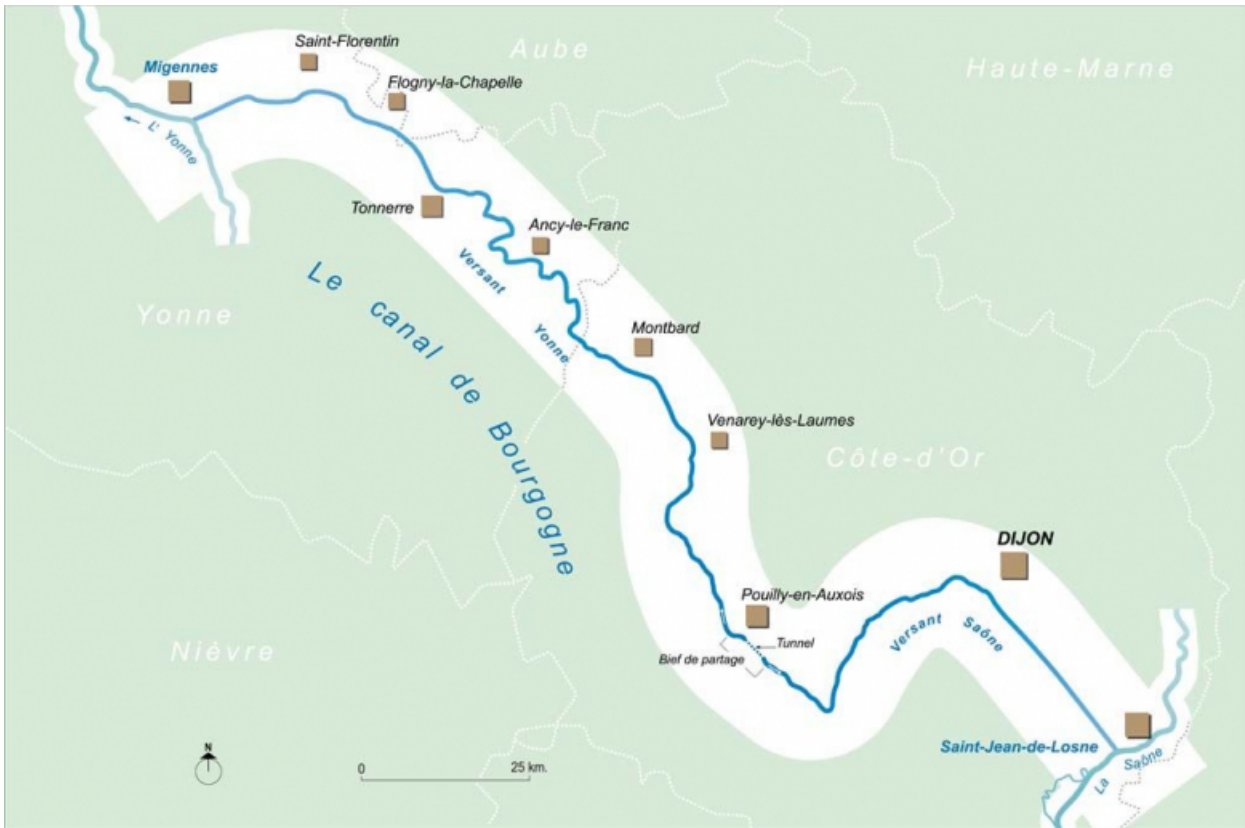 Saint-Florentin
Aube
Haute-Marne
Migennes
Flogny-la-Chapelle
L' Yonne
Tonnerre
Ancy-le-Franc
Versant
Yonne
Yonne
Le canal de Bourgogne
Montbard
Venarey-lès-Laumes
Côte-d'Or
DIJON
Pouilly-en-Auxois
Versant Saône
Tunnel
Bief de partage
Nièvre
Saint-Jean-de-Losne
La Saône
N
0 25 km.